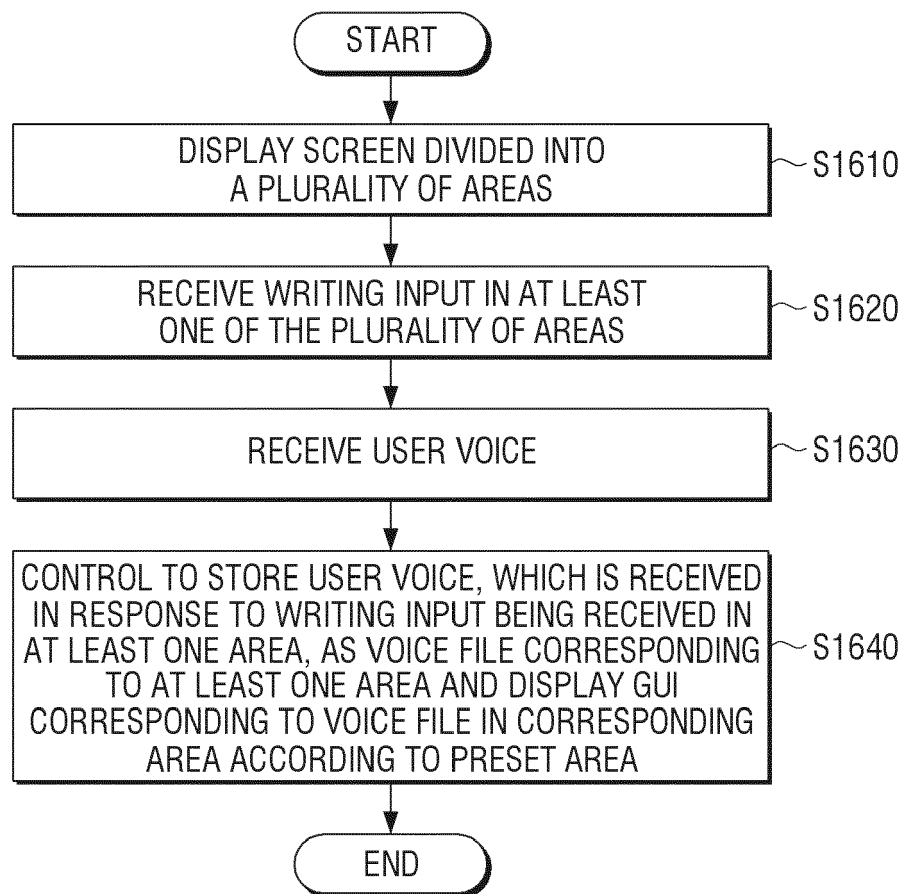 START
DISPLAY SCREEN DIVIDED INTO
A PLURALITY OF AREAS
S1610
RECEIVE WRITING INPUT IN AT LEAST
ONE OF THE PLURALITY OF AREAS
S1620
RECEIVE USER VOICE
S1630
CONTROL TO STORE USER VOICE, WHICH IS RECEIVED
IN RESPONSE TO WRITING INPUT BEING RECEIVED IN
AT LEAST ONE AREA, AS VOICE FILE CORRESPONDING
TO AT LEAST ONE AREA AND DISPLAY GUI
CORRESPONDING TO VOICE FILE IN CORRESPONDING
AREA ACCORDING TO PRESET AREA
S1640
END